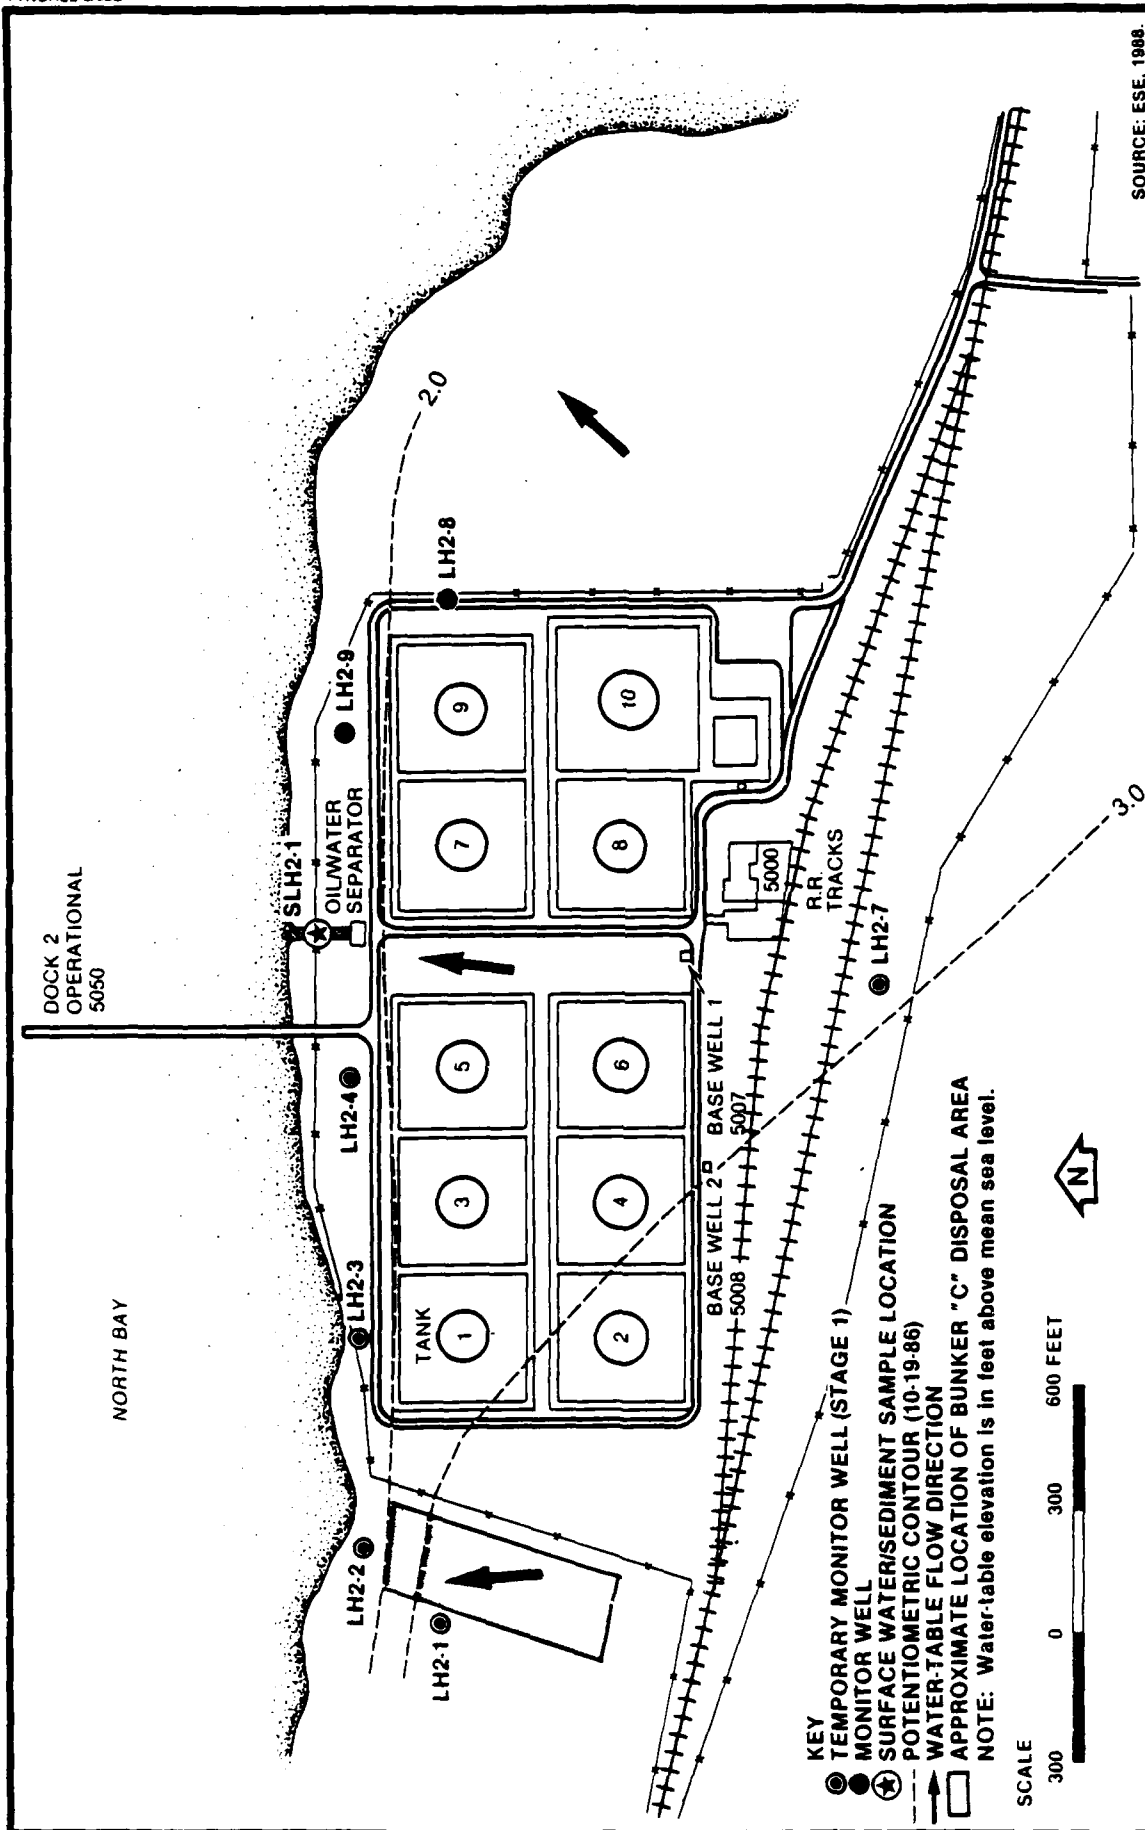 DOCK 2
OPERATIONAL
5050
NORTH BAY
SLH2-1
OIL/WATER
SEPARATOR
LH2-9
LH2-8
2.0
LH2-4
LH2-3
LH2-2
LH2-1
TANK
1
3
5
7
9
2
4
6
8
10
BASE WELL 2
5008
BASE WELL 1
5007
5000
R.R.
TRACKS
LH2-7
3.0
KEY
TEMPORARY MONITOR WELL (STAGE 1)
MONITOR WELL
SURFACE WATER/SEDIMENT SAMPLE LOCATION
POTENTIOMETRIC CONTOUR (10-19-86)
WATER-TABLE FLOW DIRECTION
APPROXIMATE LOCATION OF BUNKER "C" DISPOSAL AREA
NOTE: Water-table elevation is in feet above mean sea level.
N
SCALE
300 0 300 600 FEET
SOURCE: ESE, 1988.